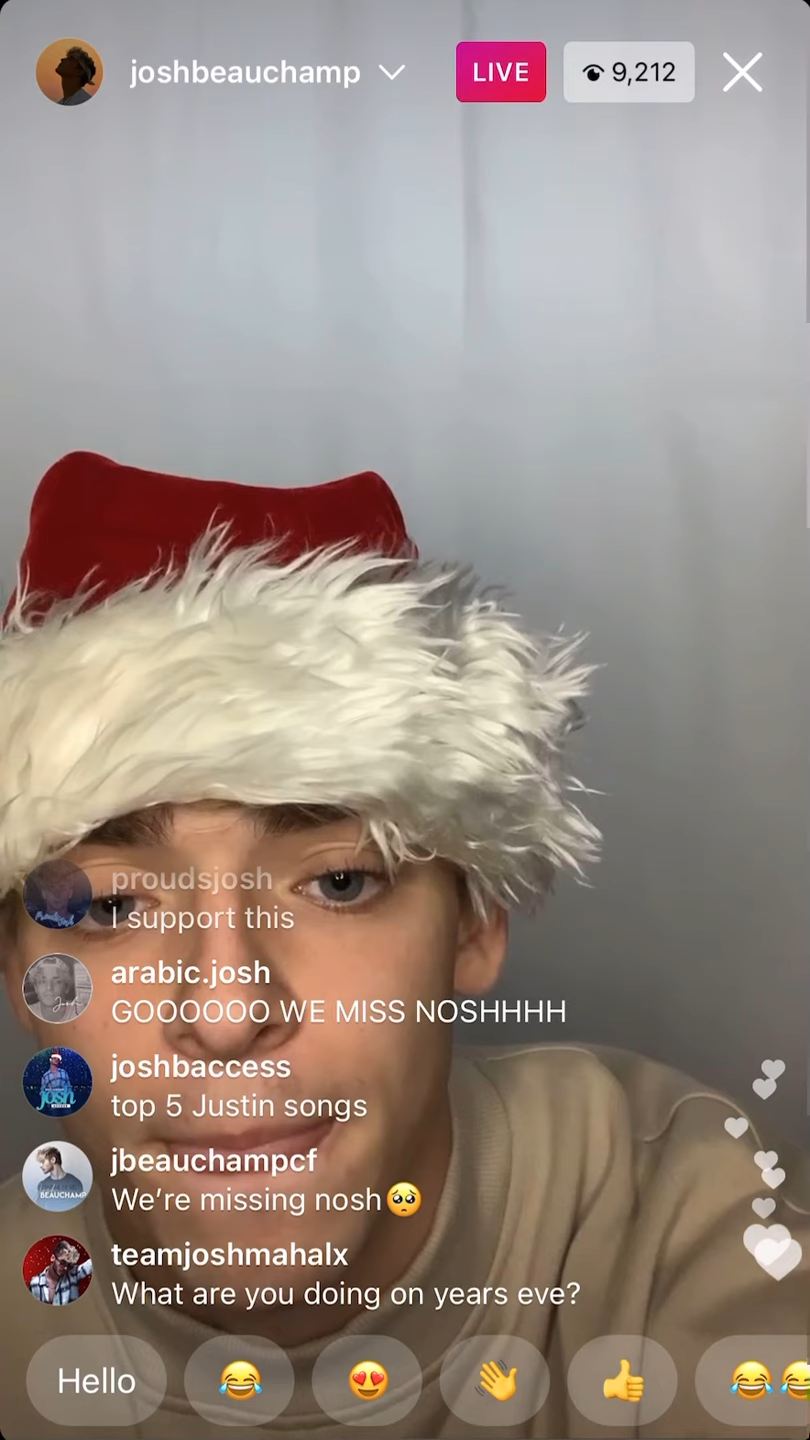 joshbeauchamp
LIVE
9,212
proudsjosh
I support this
arabic.josh
GOOOOOO WE MISS NOSHHHH
joshbaccess
top 5 Justin songs
jbeauchampcf
We’re missing nosh🥺
teamjoshmahalx
What are you doing on years eve?
Hello 😂 😍 👋 👍 😂😂